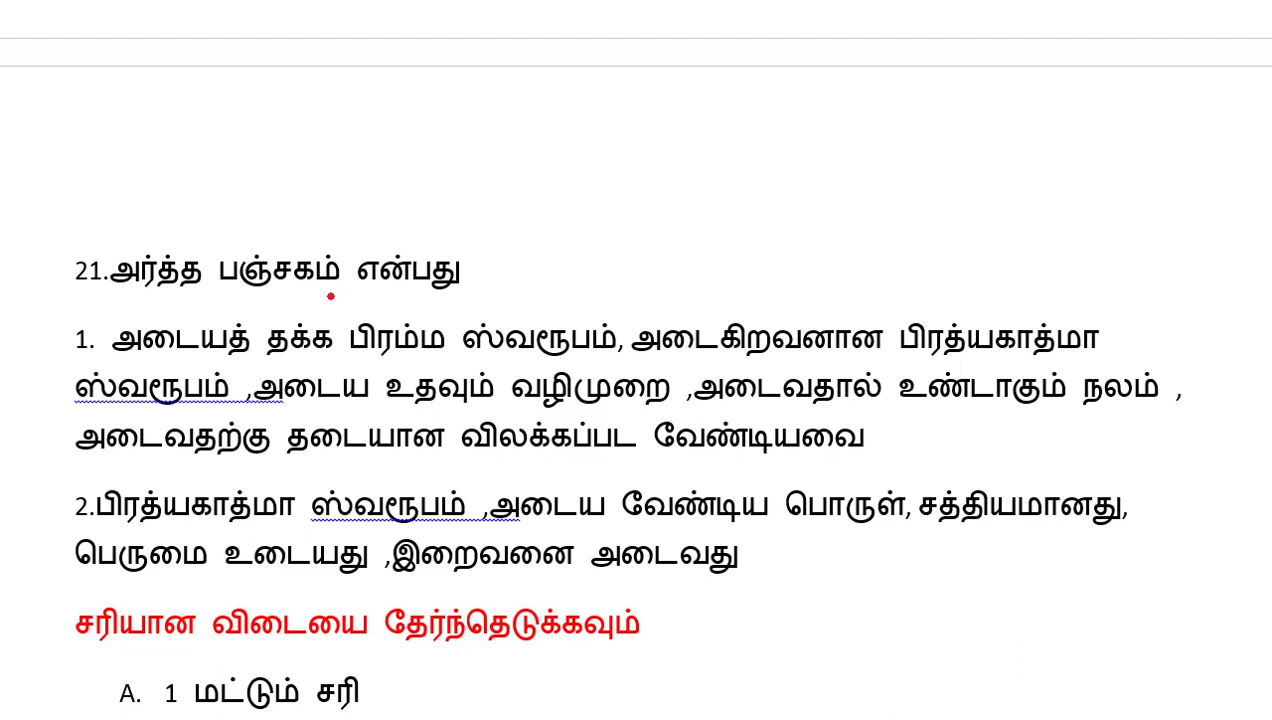 21.அர்த்த பஞ்சகம் என்பது
1. அடையத் தக்க பிரம்ம ஸ்வரூபம், அடைகிறவனான பிரத்யகாத்மா
ஸ்வரூபம் ,அடைய உதவும் வழிமுறை ,அடைவதால் உண்டாகும் நலம் ,
அடைவதற்கு தடையான விலக்கப்பட வேண்டியவை
2.பிரத்யகாத்மா ஸ்வரூபம் ,அடைய வேண்டிய பொருள், சத்தியமானது,
பெருமை உடையது ,இறைவனை அடைவது
சரியான விடையை தேர்ந்தெடுக்கவும்
A. 1 மட்டும் சரி